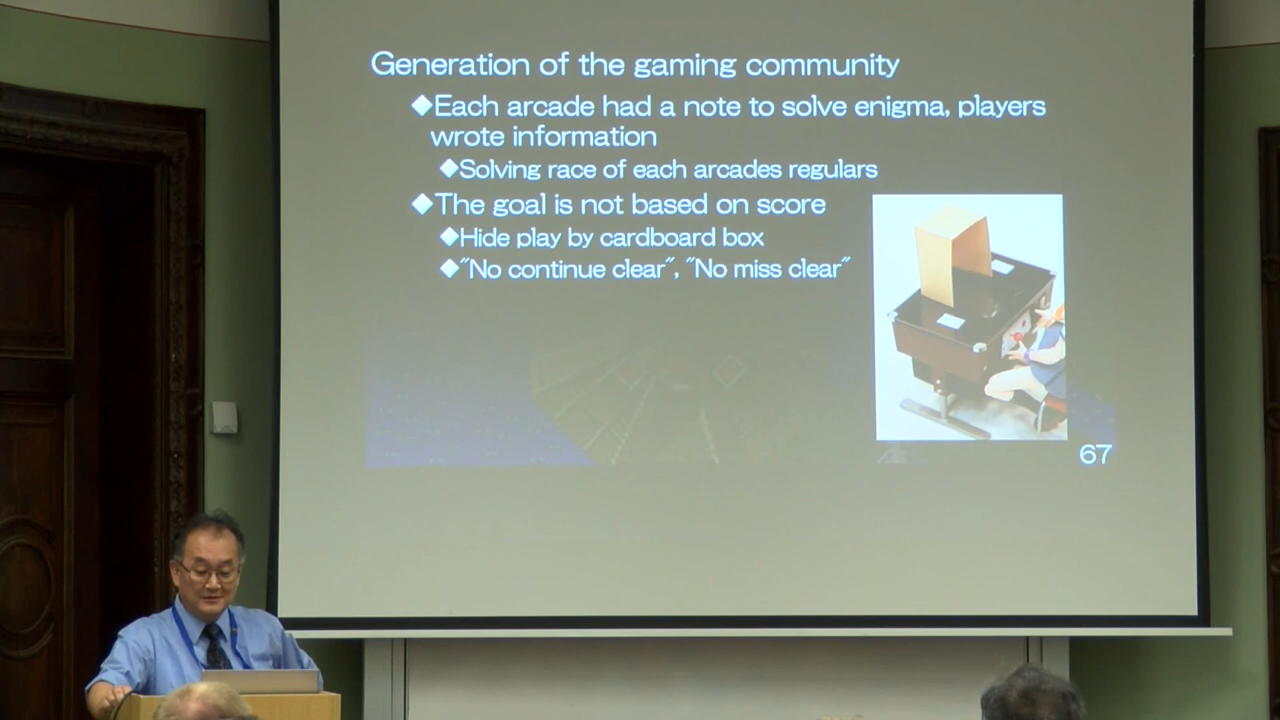 Generation of the gaming community
◆Each arcade had a note to solve enigma, players
wrote information
◆Solving race of each arcades regulars
◆The goal is not based on score
◆Hide play by cardboard box
◆"No continue clear", "No miss clear"
67